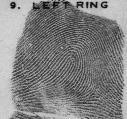 9. LEFT RING